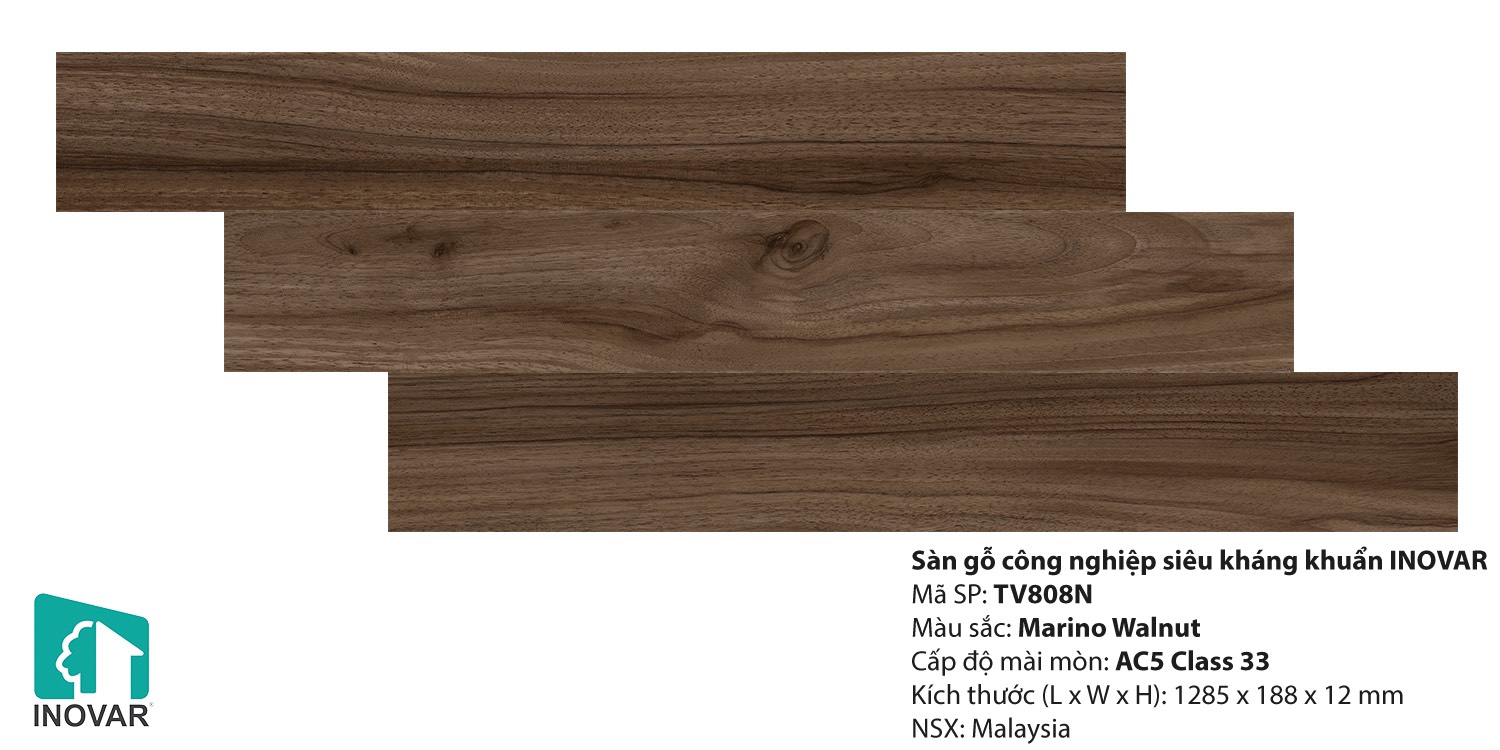 Sàn gỗ công nghiệp siêu kháng khuẩn INOVAR
Mã SP: TV808N
Màu sắc: Marino Walnut
Cấp độ mài mòn: AC5 Class 33
Kích thước (L x W x H): 1285 x 188 x 12 mm
NSX: Malaysia
INOVAR